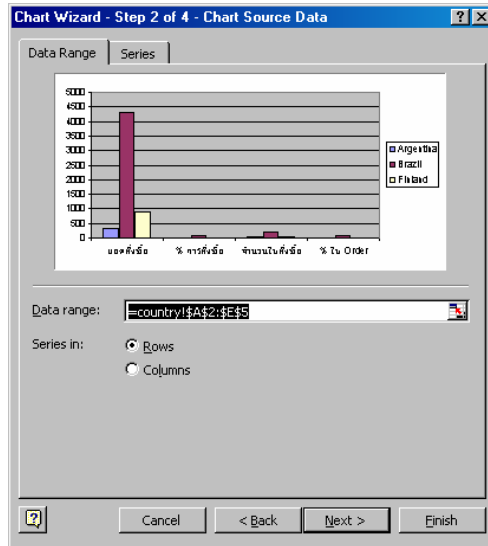 Chart Wizard - Step 2 of 4 - Chart Source Data
Data Range
Series
5000
4500
4000
3500
3000
2500
2000
1500
1000
500
0
ยอดสั่งซื้อ
% การสั่งซื้อ
จำนวนใบสั่งซื้อ
% ใบ Order
Argentina
Brazil
Finland
Data range:
=country!$A$2:$E$5
Series in:
Rows
Columns
Cancel
< Back
Next >
Finish